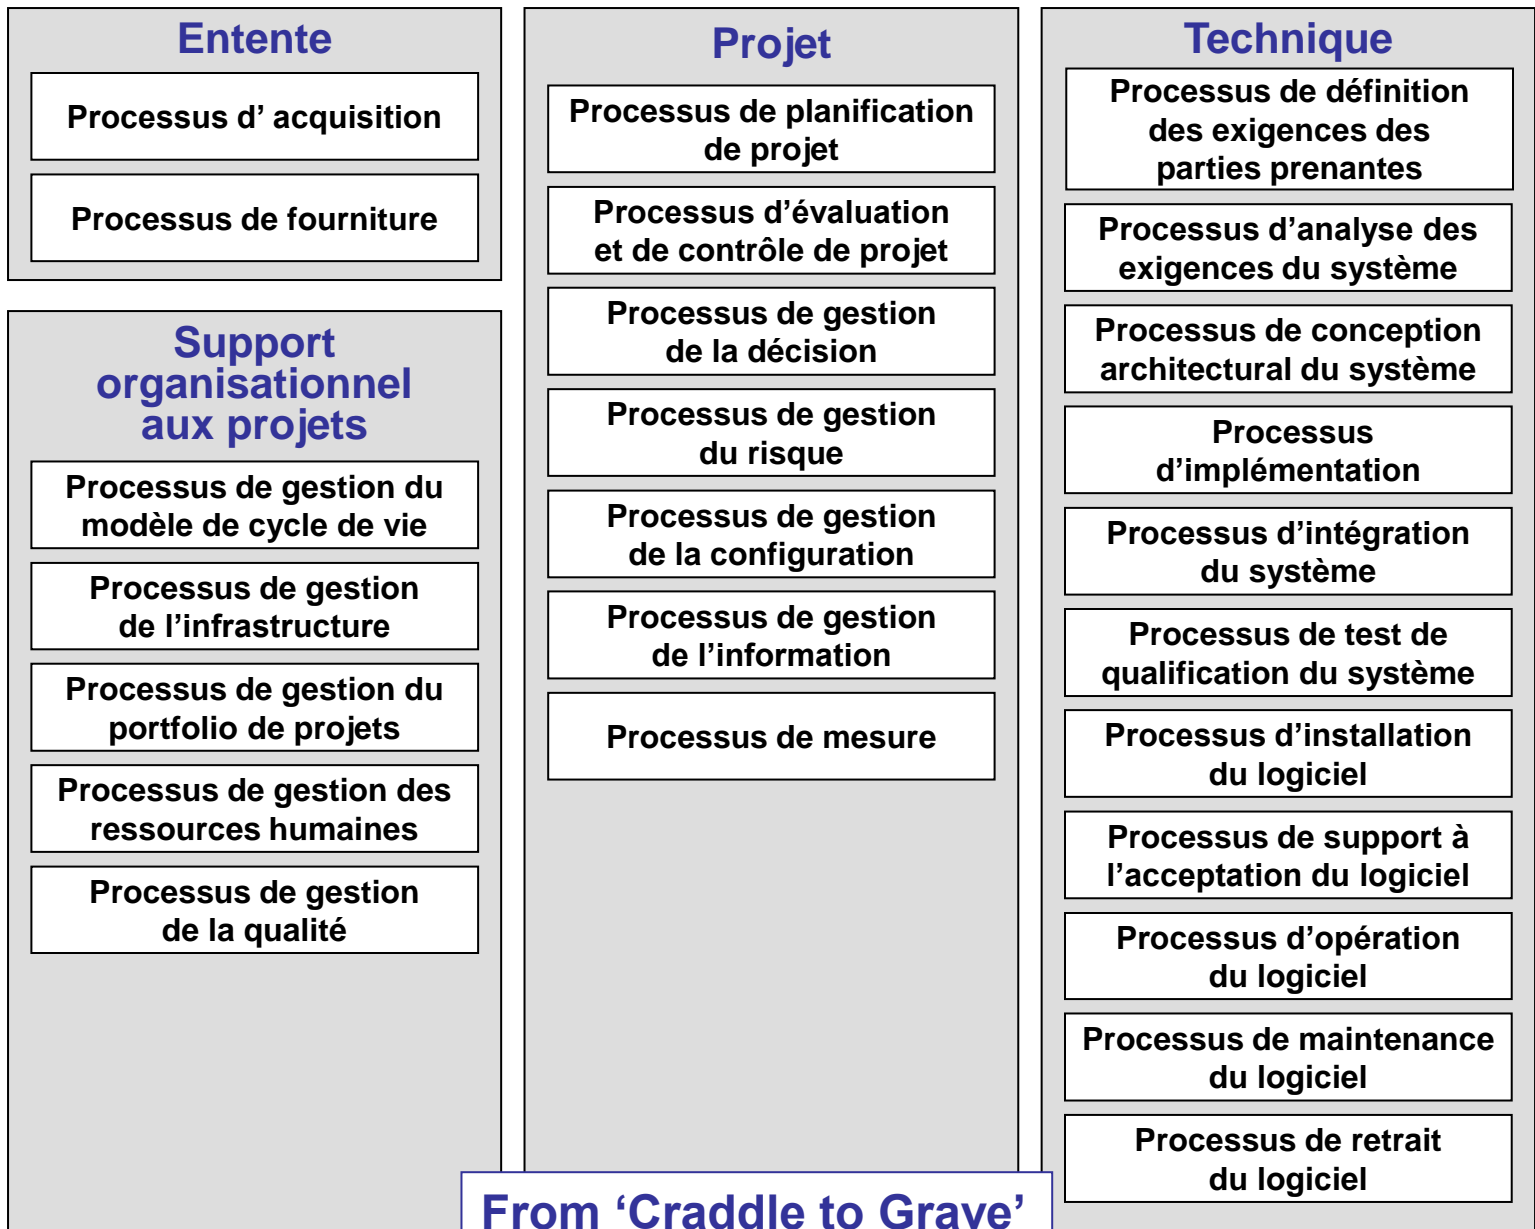 Entente
Processus d’ acquisition
Processus de fourniture
Support
organisationnel
aux projets
Processus de gestion du
modèle de cycle de vie
Processus de gestion
de l’infrastructure
Processus de gestion du
portfolio de projets
Processus de gestion des
ressources humaines
Processus de gestion
de la qualité
Projet
Processus de planification
de projet
Processus d’évaluation
et de contrôle de projet
Processus de gestion
de la décision
Processus de gestion
du risque
Processus de gestion
de la configuration
Processus de gestion
de l’information
Processus de mesure
Technique
Processus de définition
des exigences des
parties prenantes
Processus d’analyse des
exigences du système
Processus de conception
architectural du système
Processus
d’implémentation
Processus d’intégration
du système
Processus de test de
qualification du système
Processus d’installation
du logiciel
Processus de support à
l’acceptation du logiciel
Processus d’opération
du logiciel
Processus de maintenance
du logiciel
Processus de retrait
du logiciel
From ‘Craddle to Grave’